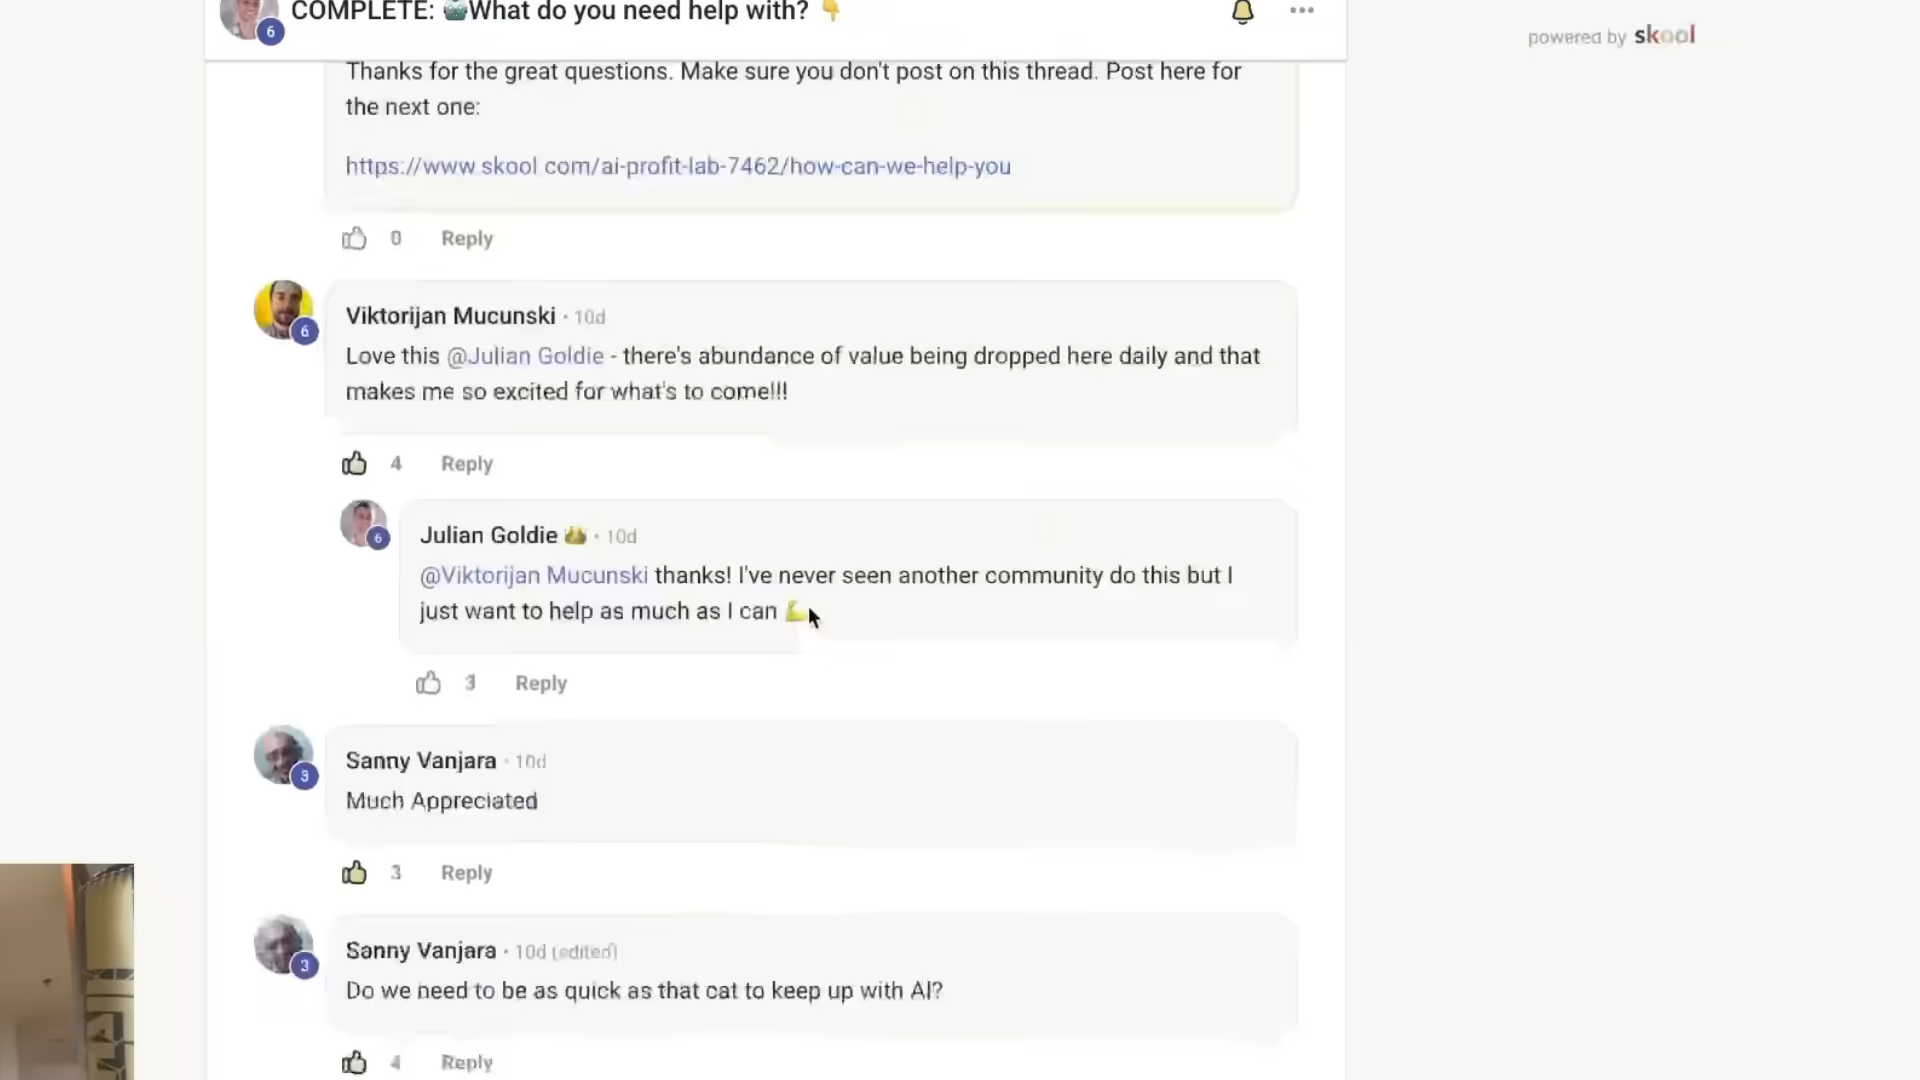 6
COMPLETE: What do you need help with?
powered by skool
Thanks for the great questions. Make sure you don't post on this thread. Post here for
the next one:
https://www.skool com/ai-profit-lab-7462/how-can-we-help-you
0 Reply
6
Viktorijan Mucunski · 10d
Love this @Julian Goldie - there's abundance of value being dropped here daily and that
makes me so excited for what's to come!!!
4 Reply
6
Julian Goldie · 10d
@Viktorijan Mucunski thanks! I've never seen another community do this but I
just want to help as much as I can
3 Reply
3
Sanny Vanjara · 10d
Much Appreciated
3 Reply
3
Sanny Vanjara · 10d (edited)
Do we need to be as quick as that cat to keep up with AI?
4 Reply